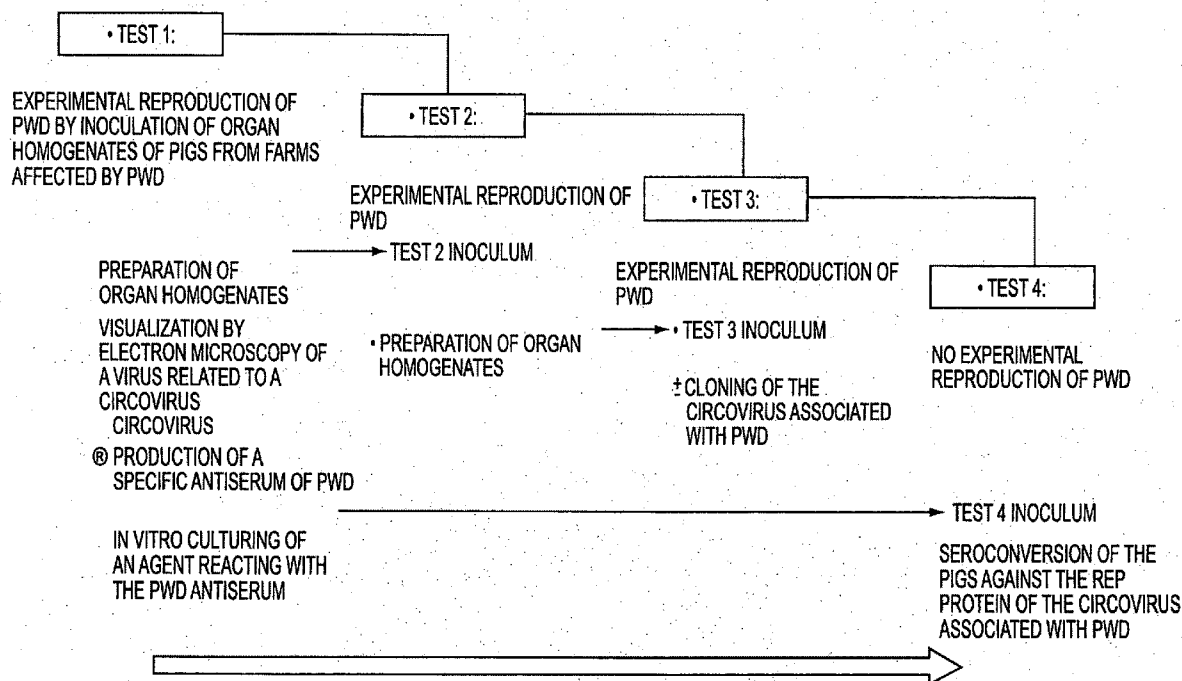 • TEST 1:
EXPERIMENTAL REPRODUCTION OF
PWD BY INOCULATION OF ORGAN
HOMOGENATES OF PIGS FROM FARMS
AFFECTED BY PWD
PREPARATION OF
ORGAN HOMOGENATES
VISUALIZATION BY
ELECTRON MICROSCOPY OF
A VIRUS RELATED TO A
CIRCOVIRUS
CIRCOVIRUS
® PRODUCTION OF A
SPECIFIC ANTISERUM OF PWD
IN VITRO CULTURING OF
AN AGENT REACTING WITH
THE PWD ANTISERUM
• TEST 2:
EXPERIMENTAL REPRODUCTION OF
PWD
TEST 2 INOCULUM
• PREPARATION OF ORGAN
HOMOGENATES
• TEST 3:
EXPERIMENTAL REPRODUCTION OF
PWD
• TEST 3 INOCULUM
± CLONING OF THE
CIRCOVIRUS ASSOCIATED
WITH PWD
• TEST 4:
NO EXPERIMENTAL
REPRODUCTION OF PWD
TEST 4 INOCULUM
SEROCONVERSION OF THE
PIGS AGAINST THE REP
PROTEIN OF THE CIRCOVIRUS
ASSOCIATED WITH PWD